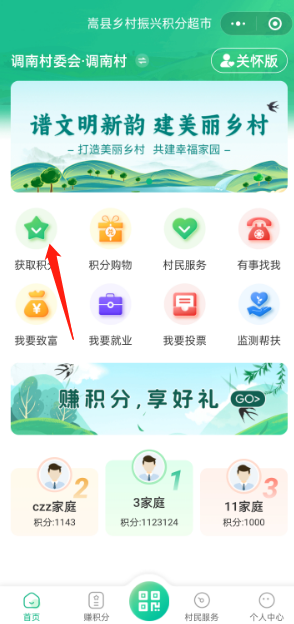 嵩县乡村振兴积分超市
调南村委会·调南村
关怀版
谱文明新韵 建美丽乡村
– 打造美丽乡村 共建幸福家园 –
获取积分 积分购物 村民服务 有事找我
我要致富 我要就业 我要投票 监测帮扶
赚积分,享好礼 GO>
2 1 3
czz家庭 3家庭 11家庭
积分:1143 积分:1123124 积分:1000
首页 赚积分 村民服务 个人中心